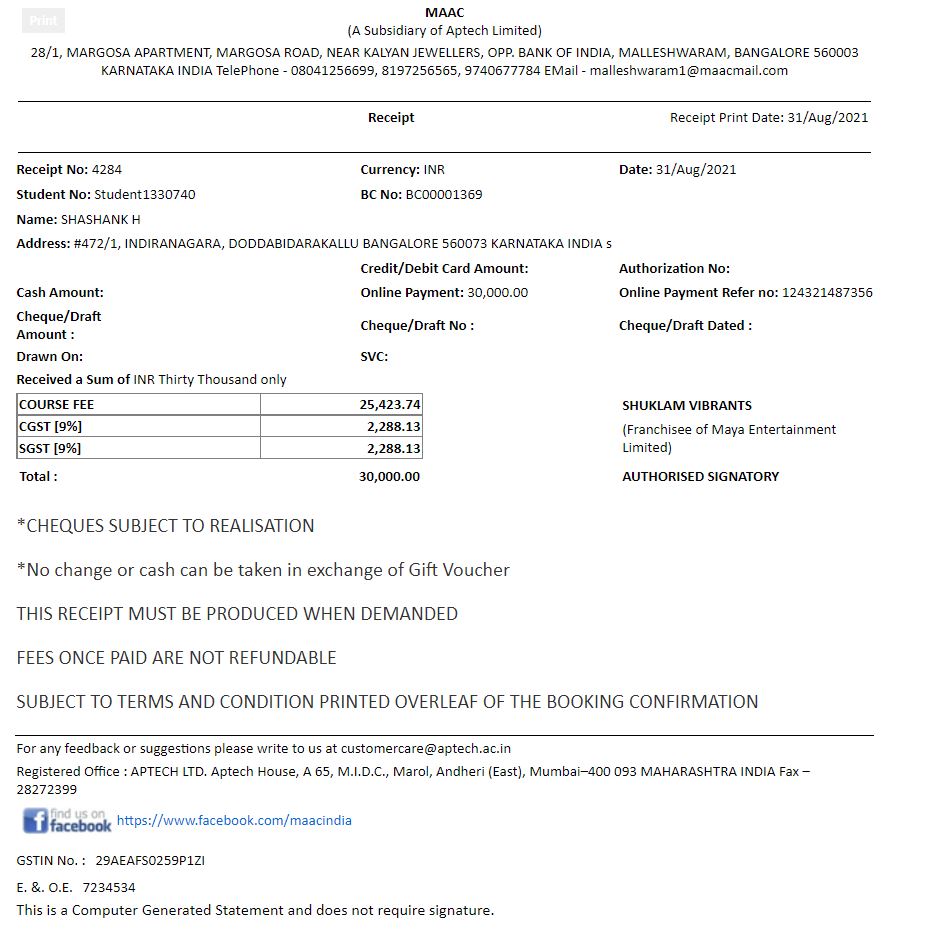 Print
MAAC
(A Subsidiary of Aptech Limited)
28/1, MARGOSA APARTMENT, MARGOSA ROAD, NEAR KALYAN JEWELLERS, OPP. BANK OF INDIA, MALLESHWARAM, BANGALORE 560003
KARNATAKA INDIA TelePhone - 08041256699, 8197256565, 9740677784 EMail - malleshwaram1@maacmail.com
Receipt Receipt Print Date: 31/Aug/2021
Receipt No: 4284 Currency: INR Date: 31/Aug/2021
Student No: Student1330740 BC No: BC00001369
Name: SHASHANK H
Address: #472/1, INDIRANAGARA, DODDABIDARAKALLU BANGALORE 560073 KARNATAKA INDIA s
Credit/Debit Card Amount: Authorization No:
Cash Amount: Online Payment: 30,000.00 Online Payment Refer no: 124321487356
Cheque/Draft
Amount : Cheque/Draft No : Cheque/Draft Dated :
Drawn On: SVC:
Received a Sum of INR Thirty Thousand only
COURSE FEE 25,423.74
CGST [9%] 2,288.13
SGST [9%] 2,288.13
Total : 30,000.00
SHUKLAM VIBRANTS
(Franchisee of Maya Entertainment
Limited)
AUTHORISED SIGNATORY
*CHEQUES SUBJECT TO REALISATION
*No change or cash can be taken in exchange of Gift Voucher
THIS RECEIPT MUST BE PRODUCED WHEN DEMANDED
FEES ONCE PAID ARE NOT REFUNDABLE
SUBJECT TO TERMS AND CONDITION PRINTED OVERLEAF OF THE BOOKING CONFIRMATION
For any feedback or suggestions please write to us at customercare@aptech.ac.in
Registered Office : APTECH LTD. Aptech House, A 65, M.I.D.C., Marol, Andheri (East), Mumbai–400 093 MAHARASHTRA INDIA Fax –
28272399
find us on
facebook https://www.facebook.com/maacindia
GSTIN No. : 29AEAFS0259P1ZI
E. &. O.E. 7234534
This is a Computer Generated Statement and does not require signature.